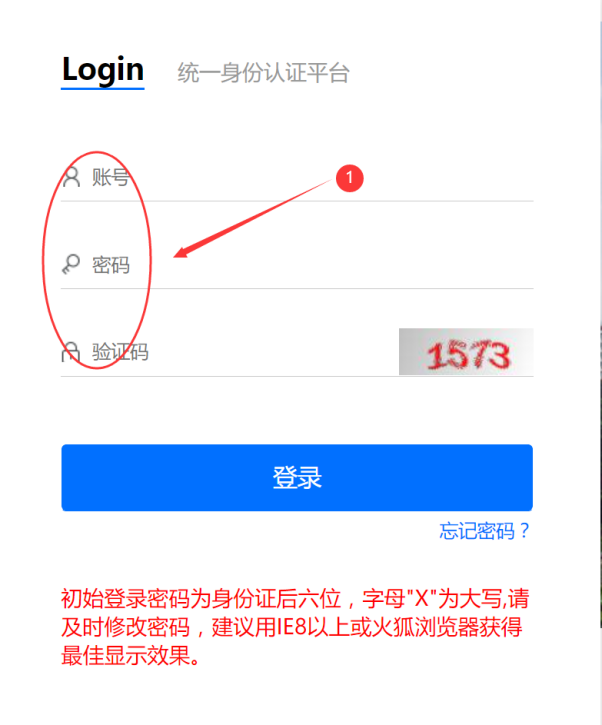 Login 统一身份认证平台
账号
1
密码
验证码 1573
登录
忘记密码？
初始登录密码为身份证后六位，字母"X"为大写,请
及时修改密码，建议用IE8以上或火狐浏览器获得
最佳显示效果。